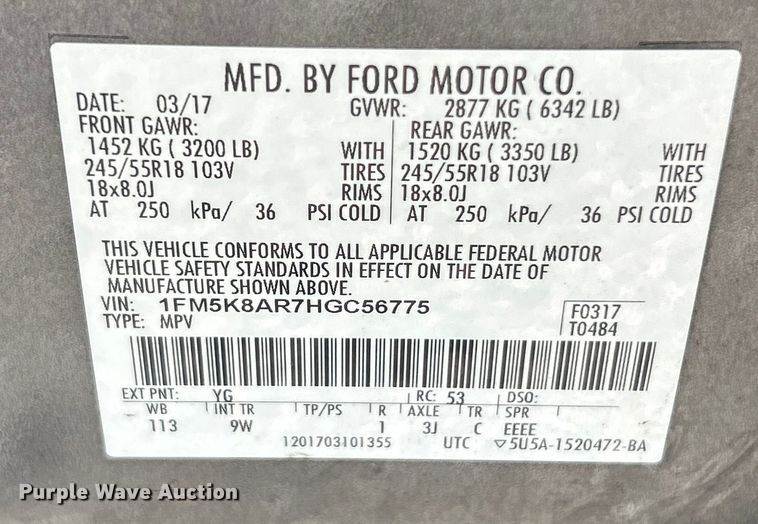 MFD. BY FORD MOTOR CO.
DATE: 03/17 GVWR: 2877 KG ( 6342 LB)
FRONT GAWR: REAR GAWR:
1452 KG ( 3200 LB) WITH 1520 KG ( 3350 LB) WITH
245/55R18 103V TIRES 245/55R18 103V TIRES
18x8.0J RIMS 18x8.0J RIMS
AT 250 kPa/ 36 PSI COLD AT 250 kPa/ 36 PSI COLD
THIS VEHICLE CONFORMS TO ALL APPLICABLE FEDERAL MOTOR
VEHICLE SAFETY STANDARDS IN EFFECT ON THE DATE OF
MANUFACTURE SHOWN ABOVE.
VIN: 1FM5K8AR7HGC56775 F0317
TYPE: MPV T0484
EXT PNT: YG RC: 53 DSO:
WB INT TR TP/PS R AXLE TR SPR
113 9W 1 3J C EEEE
1201703101355 UTC ▽5U5A-1520472-BA
Purple Wave Auction